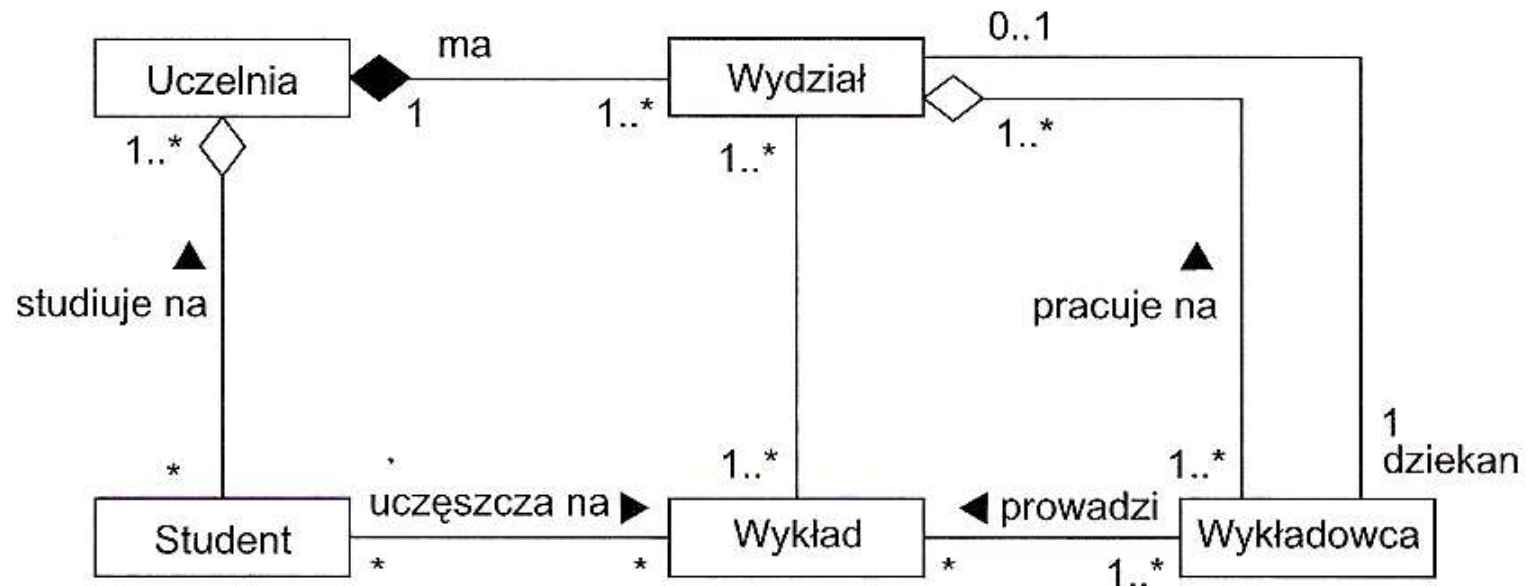 0..1
ma
Uczelnia
Wydział
1
1..*
1..*
1..*
1..*
studiuje na
pracuje na
1
dziekan
*
1..*
1..*
uczęszcza na
prowadzi
Student
Wykład
Wykładowca
*
*
*
1..*